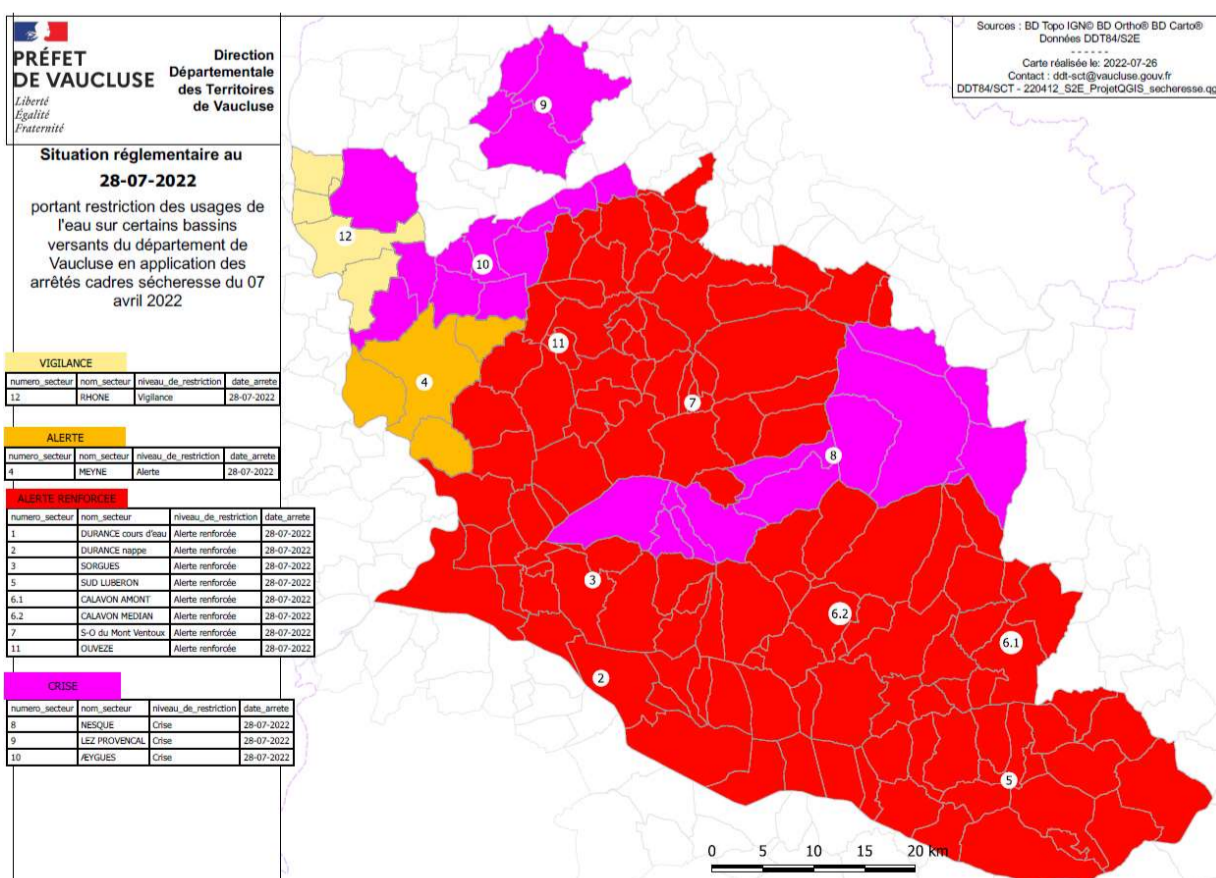 PRÉFET
DE VAUCLUSE
Liberté
Égalité
Fraternité
Direction
Départementale
des Territoires
de Vaucluse
Situation réglementaire au
28-07-2022
portant restriction des usages de
l'eau sur certains bassins
versants du département de
Vaucluse en application des
arrêtés cadres sécheresse du 07
avril 2022
VIGILANCE
numero_secteur nom_secteur niveau_de_restriction date_arrete
12 RHONE Vigilance 28-07-2022
ALERTE
numero_secteur nom_secteur niveau_de_restriction date_arrete
4 MEYNE Alerte 28-07-2022
ALERTE RENFORCEE
numero_secteur nom_secteur niveau_de_restriction date_arrete
1 DURANCE cours d'eau Alerte renforcée 28-07-2022
2 DURANCE nappe Alerte renforcée 28-07-2022
3 SORGUES Alerte renforcée 28-07-2022
5 SUD LUBERON Alerte renforcée 28-07-2022
6.1 CALAVON AMONT Alerte renforcée 28-07-2022
6.2 CALAVON MEDIAN Alerte renforcée 28-07-2022
7 S-O du Mont Ventoux Alerte renforcée 28-07-2022
11 OUVEZE Alerte renforcée 28-07-2022
CRISE
numero_secteur nom_secteur niveau_de_restriction date_arrete
8 NESQUE Crise 28-07-2022
9 LEZ PROVENCAL Crise 28-07-2022
10 ÆYGUES Crise 28-07-2022
Sources : BD Topo IGN© BD Ortho® BD Carto®
Données DDT84/S2E
- - - - - -
Carte réalisée le: 2022-07-26
Contact : ddt-sct@vaucluse.gouv.fr
DDT84/SCT - 220412_S2E_ProjetQGIS_secheresse.qg
9
12
10
11
4
7
8
3
6.2
6.1
2
5
0 5 10 15 20 km